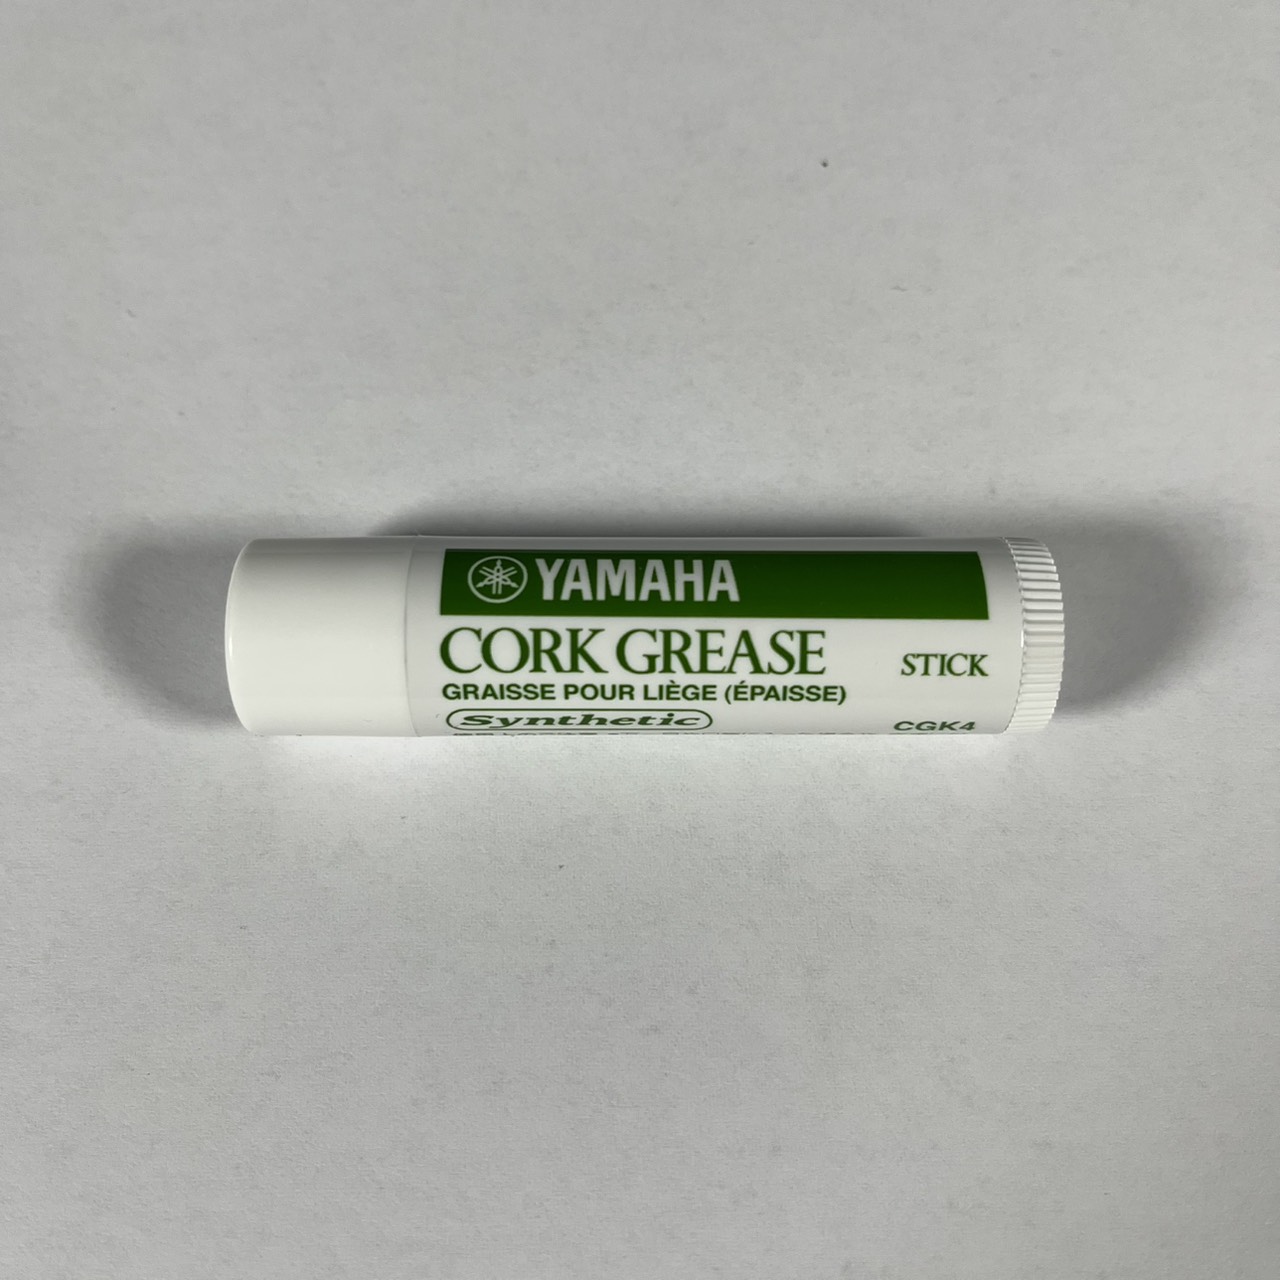 YAMAHA
CORK GREASE STICK
GRAISSE POUR LIÈGE (ÉPAISSE)
Synthetic CGK4